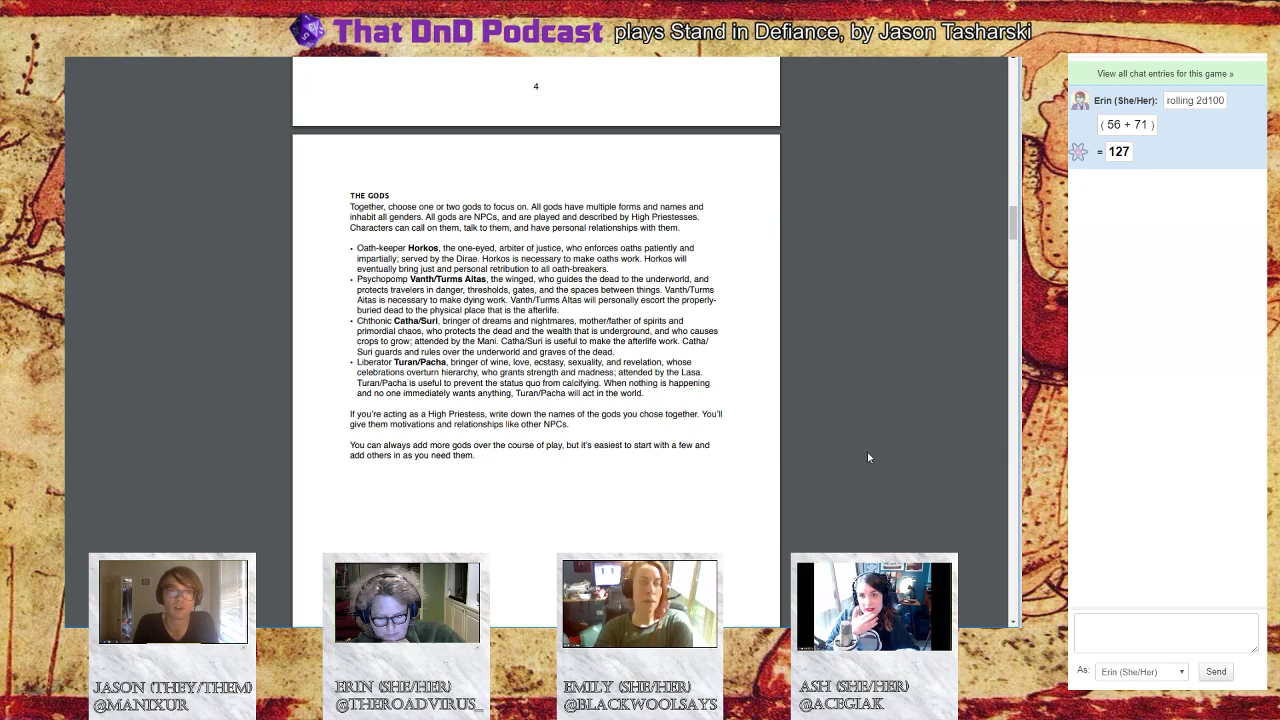 That DnD Podcast plays Stand in Defiance, by Jason Tasharski
4
THE GODS
Together, choose one or two gods to focus on. All gods have multiple forms and names and
inhabit all genders. All gods are NPCs, and are played and described by High Priestesses.
Characters can call on them, talk to them, and have personal relationships with them.
• Oath-keeper Horkos, the one-eyed, arbiter of justice, who enforces oaths patiently and
impartially; served by the Dirae. Horkos is necessary to make oaths work. Horkos will
eventually bring just and personal retribution to all oath-breakers.
• Psychopomp Vanth/Turms Aitas, the winged, who guides the dead to the underworld, and
protects travelers in danger, thresholds, gates, and the spaces between things. Vanth/Turms
Aitas is necessary to make dying work. Vanth/Turms Aitas will personally escort the properly-
buried dead to the physical place that is the afterlife.
• Chthonic Catha/Suri, bringer of dreams and nightmares, mother/father of spirits and
primordial chaos, who protects the dead and the wealth that is underground, and who causes
crops to grow; attended by the Mani. Catha/Suri is useful to make the afterlife work. Catha/
Suri guards and rules over the underworld and graves of the dead.
• Liberator Turan/Pacha, bringer of wine, love, ecstasy, sexuality, and revelation, whose
celebrations overturn hierarchy, who grants strength and madness; attended by the Lasa.
Turan/Pacha is useful to prevent the status quo from calcifying. When nothing is happening
and no one immediately wants anything, Turan/Pacha will act in the world.
If you're acting as a High Priestess, write down the names of the gods you chose together. You'll
give them motivations and relationships like other NPCs.
You can always add more gods over the course of play, but it's easiest to start with a few and
add others in as you need them.
View all chat entries for this game »
Erin (She/Her): rolling 2d100
( 56 + 71 )
= 127
As: Erin (She/Her) Send
JASON (THEY/THEM)
@MANIXUR
ERIN (SHE/HER)
@THEROADVIRUS_
EMILY (SHE/HER)
@BLACKWOOLSAYS
ASH (SHE/HER)
@ACEGIAK